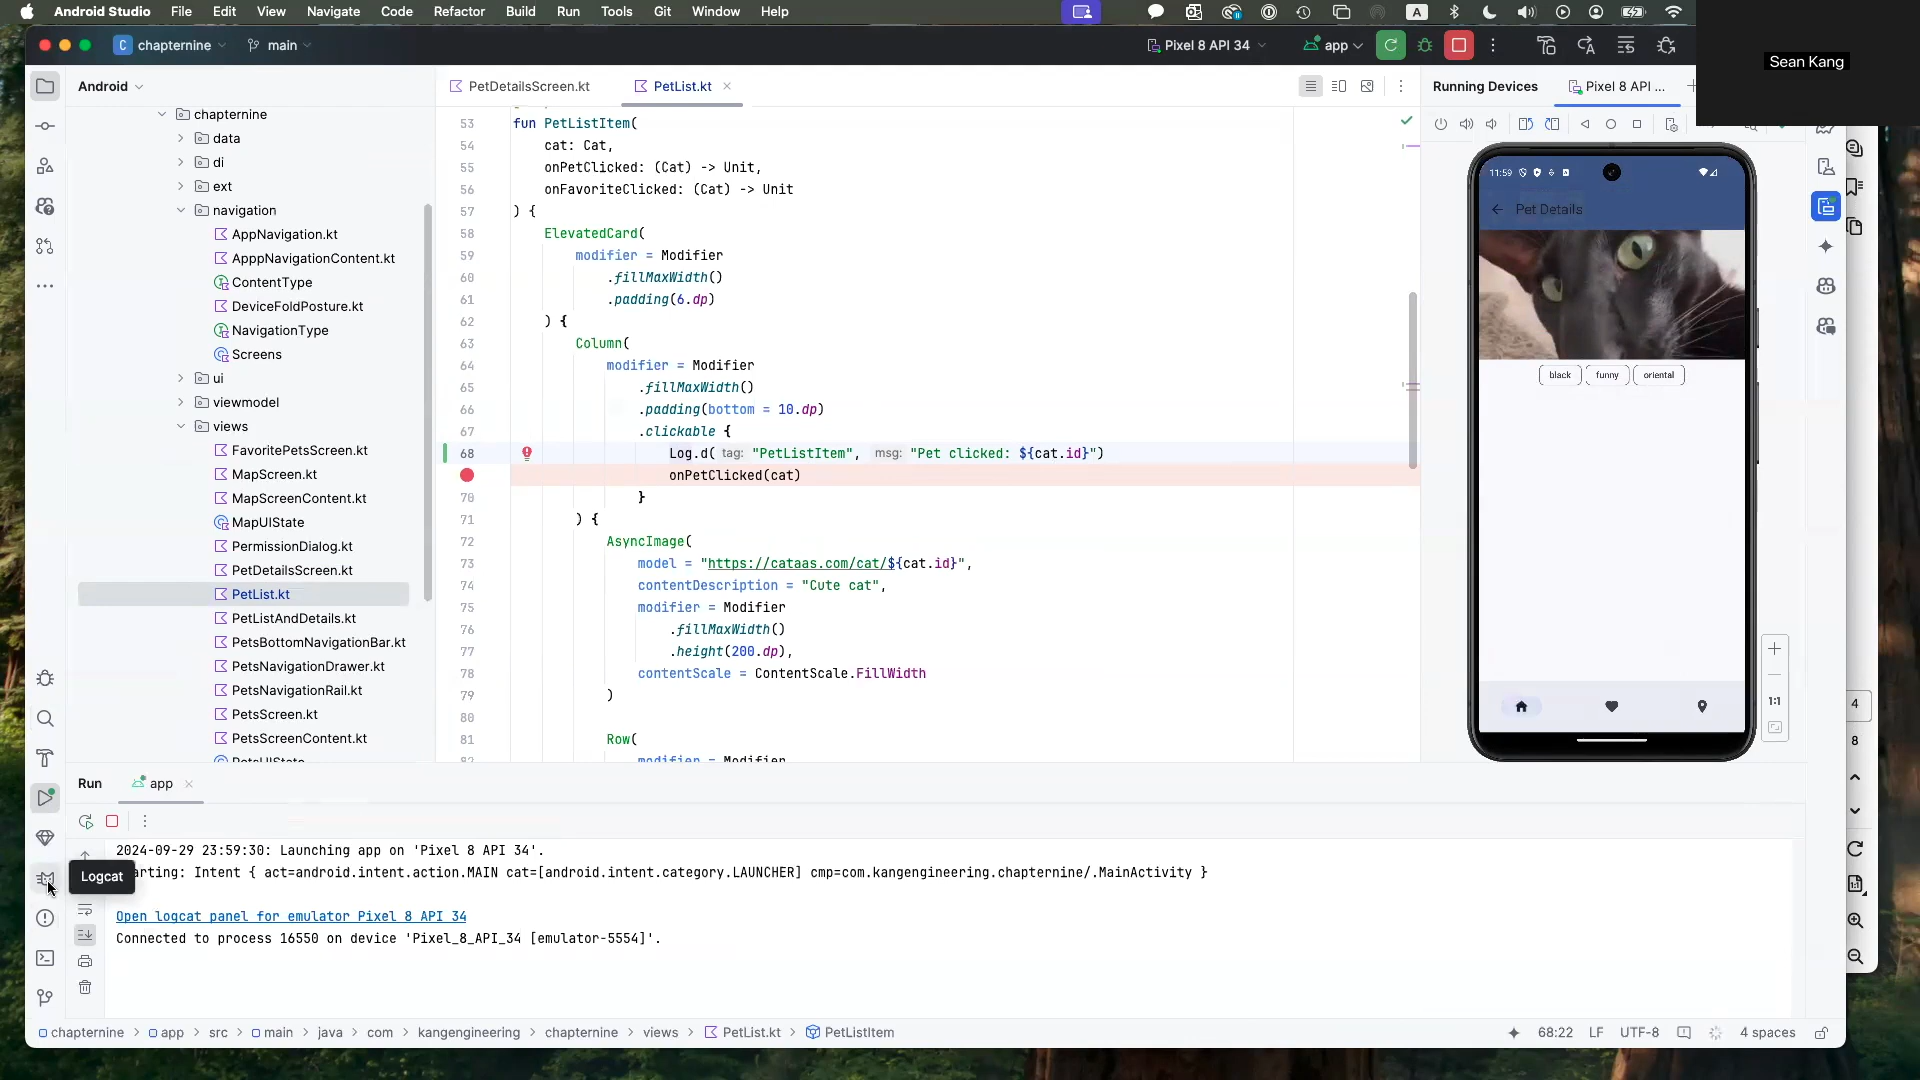 Android Studio File Edit View Navigate Code Refactor Build Run Tools Git Window Help
A
C chapternine main
Pixel 8 API 34 app
Sean Kang
Android
PetDetailsScreen.kt PetList.kt
Running Devices Pixel 8 API ...
chapternine
data
di
ext
navigation
AppNavigation.kt
ApppNavigationContent.kt
ContentType
DeviceFoldPosture.kt
NavigationType
Screens
ui
viewmodel
views
FavoritePetsScreen.kt
MapScreen.kt
MapScreenContent.kt
MapUIState
PermissionDialog.kt
PetDetailsScreen.kt
PetList.kt
PetListAndDetails.kt
PetsBottomNavigationBar.kt
PetsNavigationDrawer.kt
PetsNavigationRail.kt
PetsScreen.kt
PetsScreenContent.kt
PetsUIState
53 fun PetListItem(
54 cat: Cat,
55 onPetClicked: (Cat) -> Unit,
56 onFavoriteClicked: (Cat) -> Unit
57 ) {
58 ElevatedCard(
59 modifier = Modifier
60 .fillMaxWidth()
61 .padding(6.dp)
62 ) {
63 Column(
64 modifier = Modifier
65 .fillMaxWidth()
66 .padding(bottom = 10.dp)
67 .clickable {
68 Log.d( tag: "PetListItem", msg: "Pet clicked: ${cat.id}")
onPetClicked(cat)
70 }
71 ) {
72 AsyncImage(
73 model = "https://cataas.com/cat/${cat.id}",
74 contentDescription = "Cute cat",
75 modifier = Modifier
76 .fillMaxWidth()
77 .height(200.dp),
78 contentScale = ContentScale.FillWidth
79 )
80
81 Row(
82 modifier = Modifier
11:59
Pet Details
black funny oriental
1:1
4
8
Run app
2024-09-29 23:59:30: Launching app on 'Pixel 8 API 34'.
arting: Intent { act=android.intent.action.MAIN cat=[android.intent.category.LAUNCHER] cmp=com.kangengineering.chapternine/.MainActivity }
Logcat
Open logcat panel for emulator Pixel 8 API 34
Connected to process 16550 on device 'Pixel_8_API_34 [emulator-5554]'.
chapternine > app > src > main > java > com > kangengineering > chapternine > views > PetList.kt > PetListItem
68:22 LF UTF-8 4 spaces